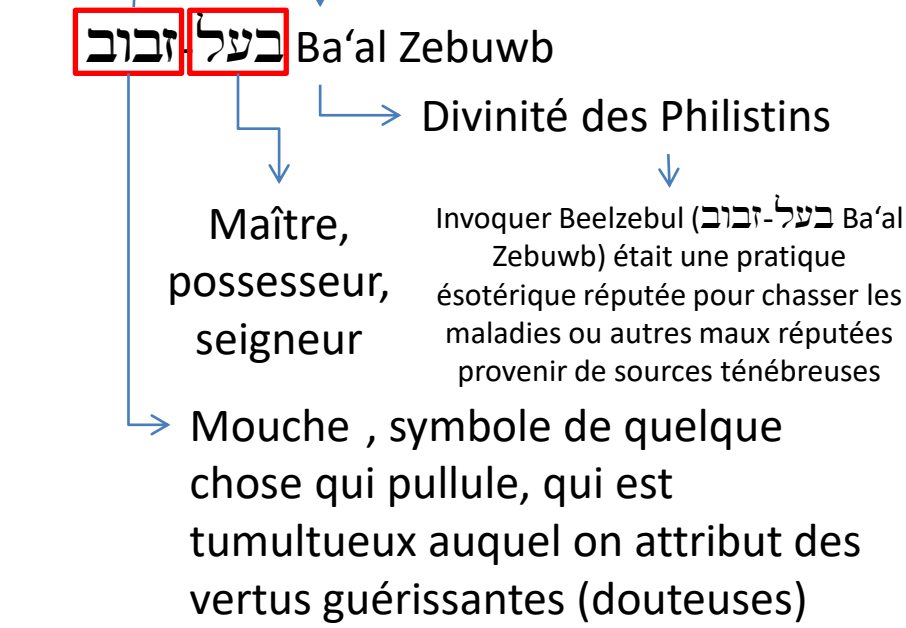 בעל-זבוב Ba‘al Zebuwb
Divinité des Philistins
Maître,
possesseur,
seigneur
Invoquer Beelzebul (בעל-זבוב Ba‘al
Zebuwb) était une pratique
ésotérique réputée pour chasser les
maladies ou autres maux réputées
provenir de sources ténébreuses
Mouche , symbole de quelque
chose qui pullule, qui est
tumultueux auquel on attribut des
vertus guérissantes (douteuses)